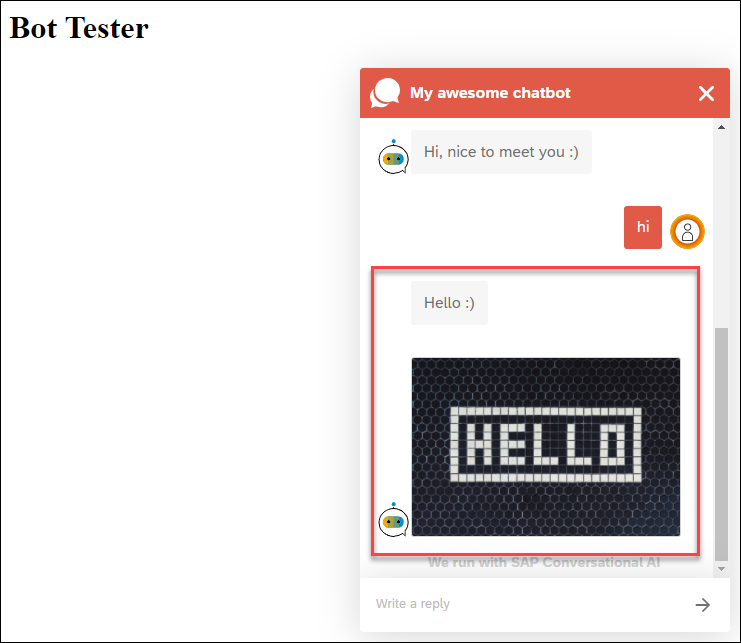 Bot Tester
My awesome chatbot
Hi, nice to meet you :)
hi
Hello :)
HELLO
We run with SAP Conversational AI
Write a reply